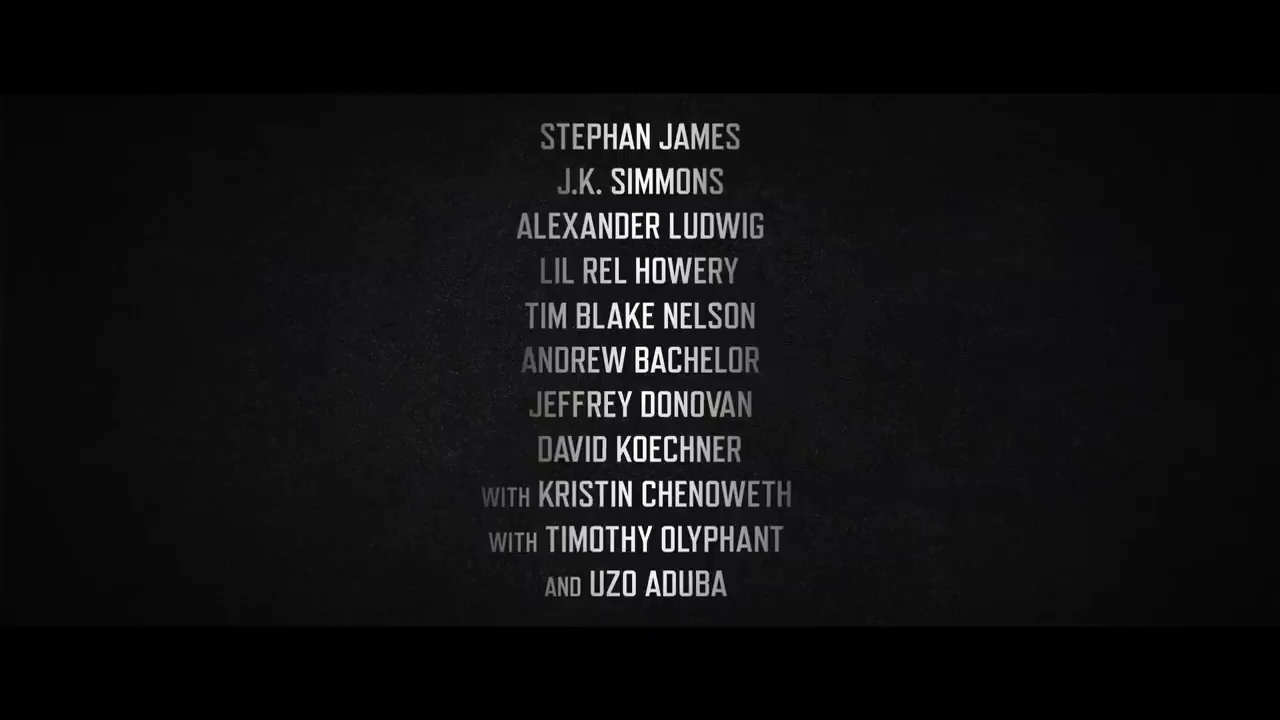 STEPHAN JAMES
J.K. SIMMONS
ALEXANDER LUDWIG
LIL REL HOWERY
TIM BLAKE NELSON
ANDREW BACHELOR
JEFFREY DONOVAN
DAVID KOECHNER
WITH KRISTIN CHENOWETH
WITH TIMOTHY OLYPHANT
AND UZO ADUBA